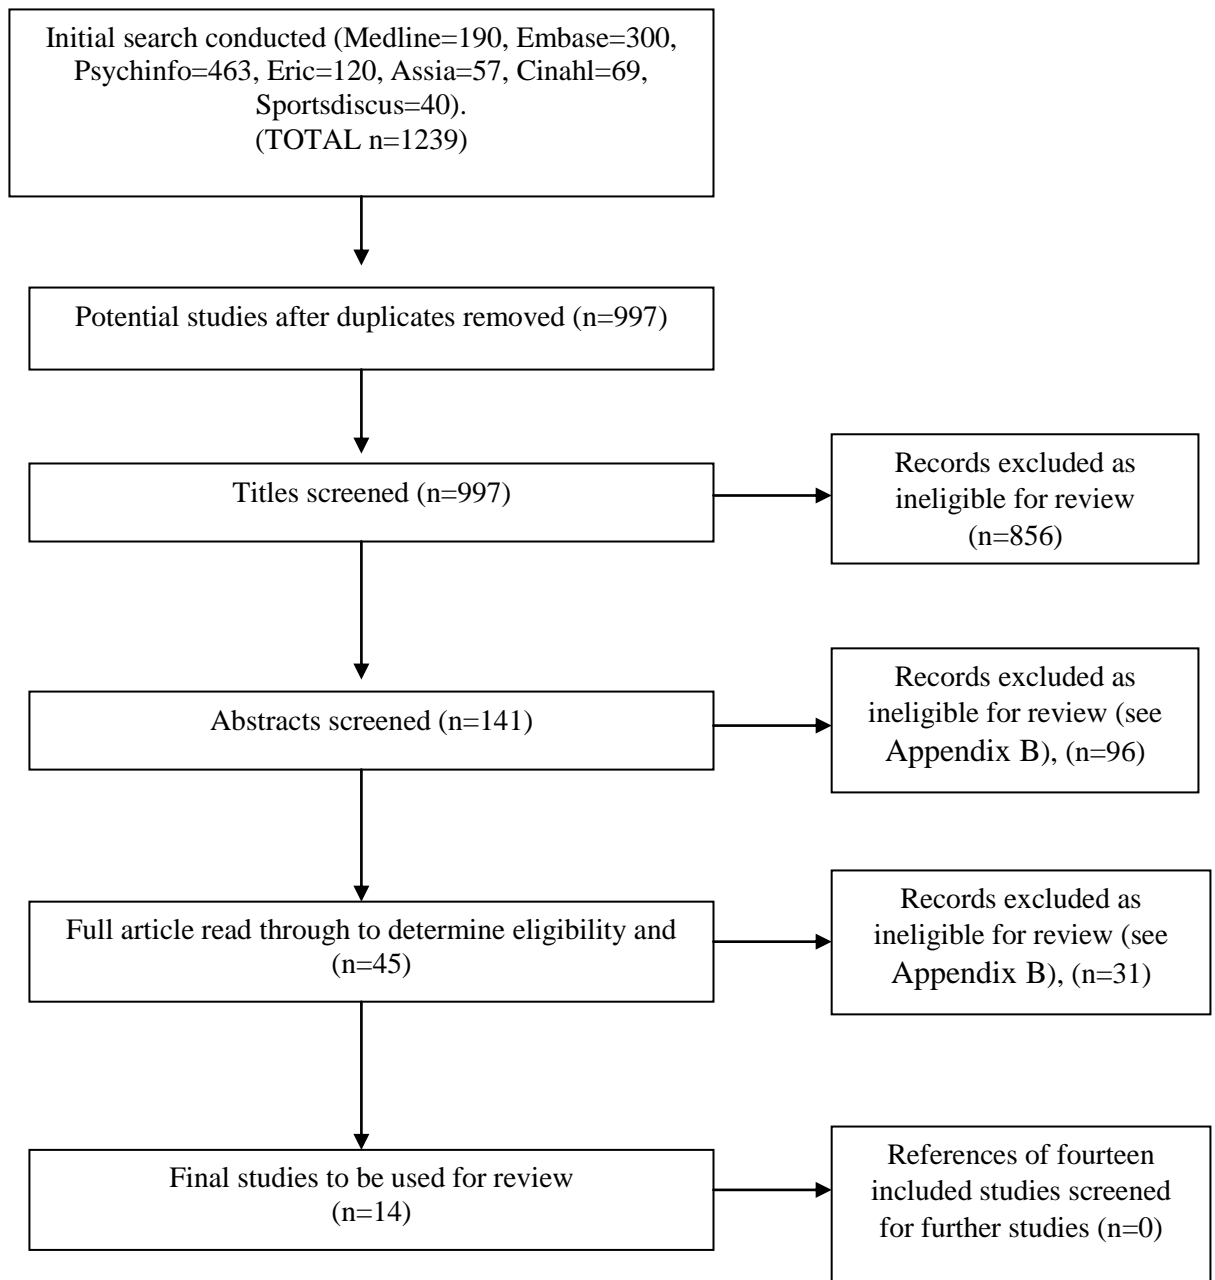 Initial search conducted (Medline=190, Embase=300,
Psychinfo=463, Eric=120, Assia=57, Cinahl=69,
Sportsdiscus=40).
(TOTAL n=1239)
Potential studies after duplicates removed (n=997)
Titles screened (n=997)
Records excluded as
ineligible for review
(n=856)
Abstracts screened (n=141)
Records excluded as
ineligible for review (see
Appendix B), (n=96)
Full article read through to determine eligibility and
(n=45)
Records excluded as
ineligible for review (see
Appendix B), (n=31)
Final studies to be used for review
(n=14)
References of fourteen
included studies screened
for further studies (n=0)